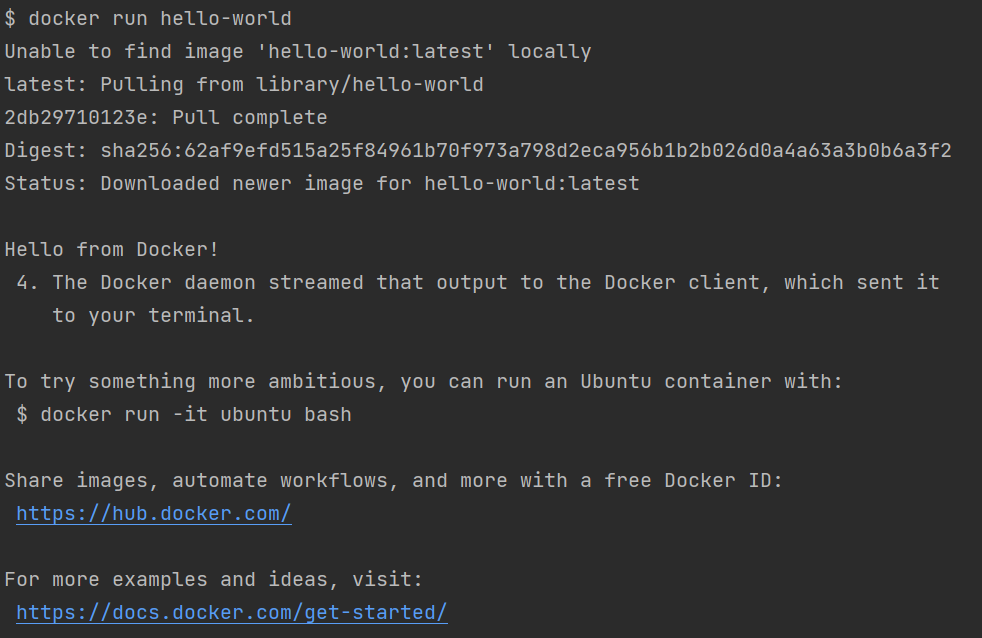 $ docker run hello-world
Unable to find image 'hello-world:latest' locally
latest: Pulling from library/hello-world
2db29710123e: Pull complete
Digest: sha256:62af9efd515a25f84961b70f973a798d2eca956b1b2b026d0a4a63a3b0b6a3f2
Status: Downloaded newer image for hello-world:latest

Hello from Docker!
 4. The Docker daemon streamed that output to the Docker client, which sent it
    to your terminal.

To try something more ambitious, you can run an Ubuntu container with:
 $ docker run -it ubuntu bash

Share images, automate workflows, and more with a free Docker ID:
 https://hub.docker.com/

For more examples and ideas, visit:
 https://docs.docker.com/get-started/